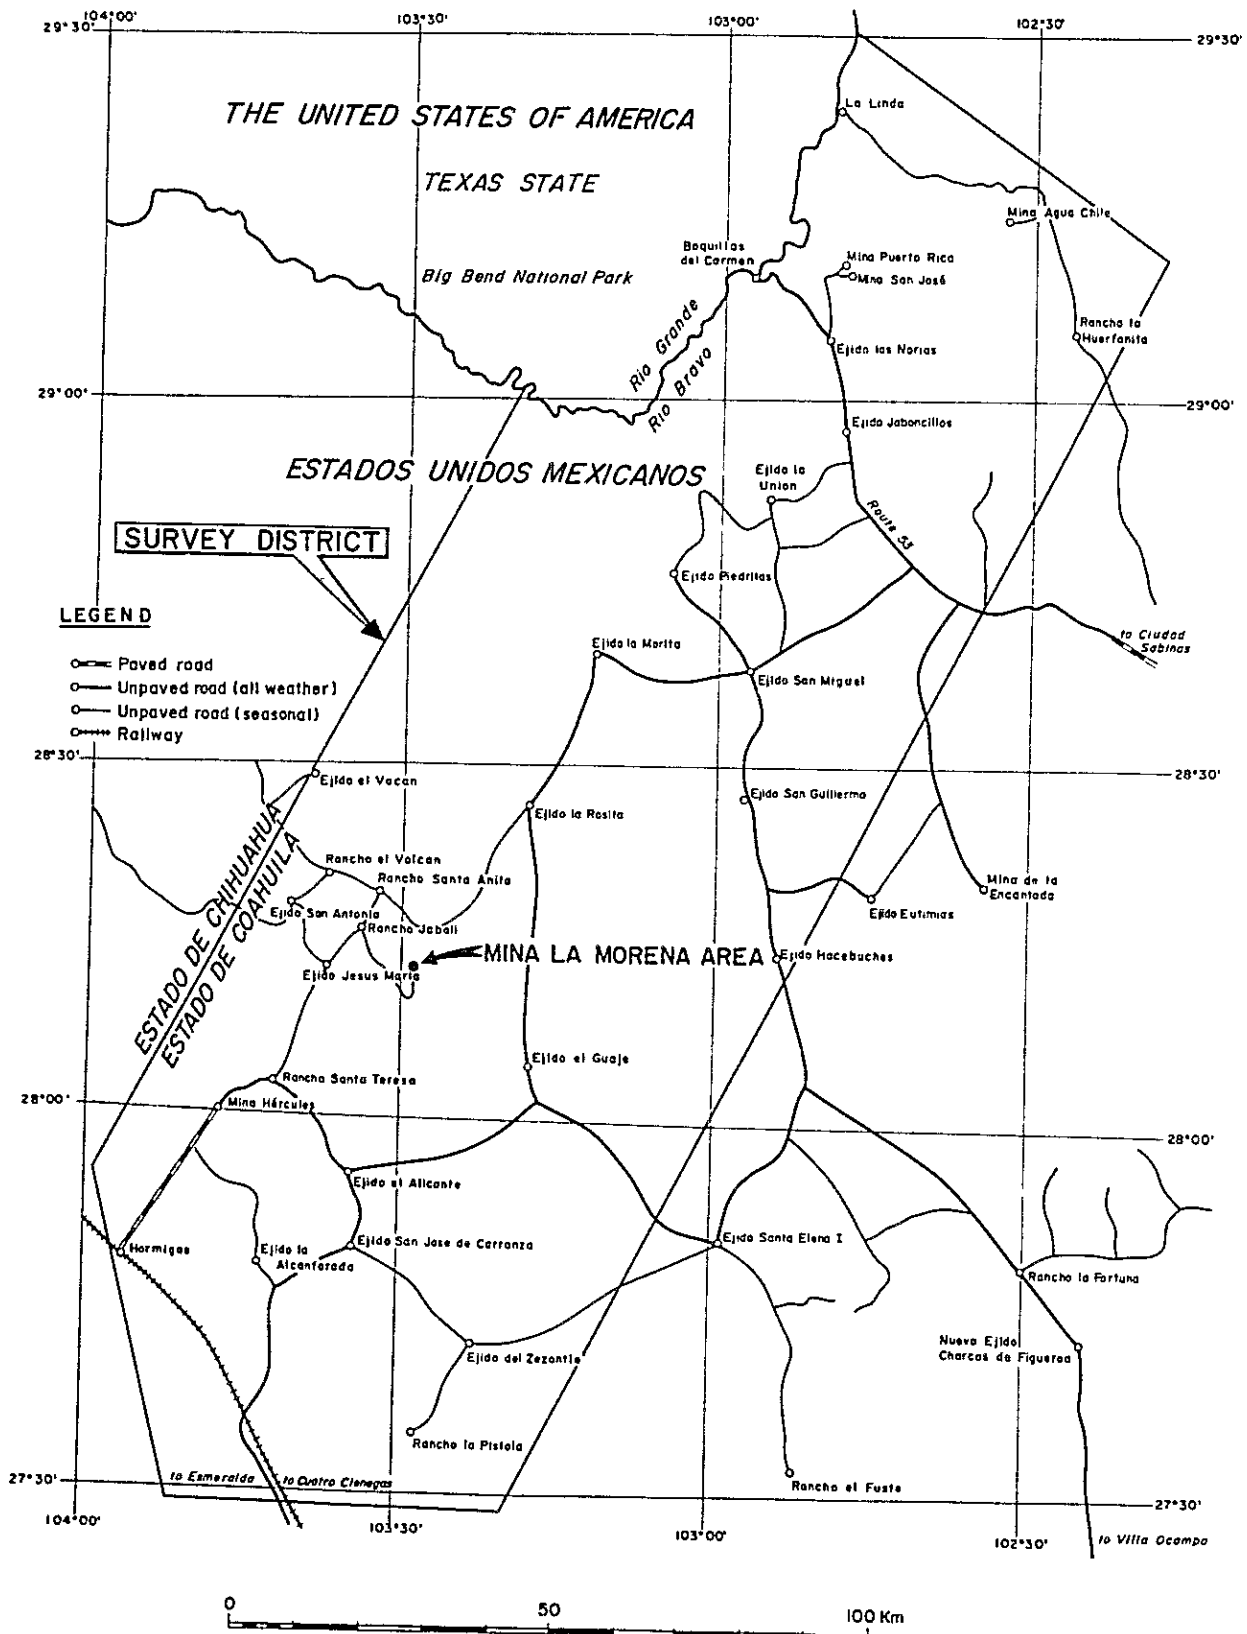 104°00'
103°30'
103°00'
102°30'
29°30'
29°30'
La Linda
THE UNITED STATES OF AMERICA
TEXAS STATE
Mina Agua Chile
Boquillas
del Carmen
Mina Puerto Rica
Mina San José
Big Bend National Park
Rio Grande
Rio Bravo
Rancho la
Huerfanita
Ejido las Norias
29°00'
29°00'
Ejido Jaboncillos
ESTADOS UNIDOS MEXICANOS
Ejido la
Union
Route 53
SURVEY DISTRICT
Ejido Piedritas
LEGEND
Paved road
Unpaved road (all weather)
Unpaved road (seasonal)
Railway
Ejido la Morita
to Ciudad
Sabinas
Ejido San Miguel
28°30'
28°30'
Ejido el Vacan
Ejido la Rosita
Ejido San Guillermo
ESTADO DE CHIHUAHUA
ESTADO DE COAHUILA
Rancho el Volcan
Rancho Santa Anita
Mina de la
Encantada
Ejido San Antonio
Ejido Eutimias
Rancho Jabali
MINA LA MORENA AREA
Ejido Hacebuches
Ejido Jesus Maria
Ejido el Guaje
Rancho Santa Teresa
28°00'
Mina Hércules
28°00'
Ejido el Alicante
Hormigas
Ejido la
Alcanforada
Ejido San Jose de Carranza
Ejido Santa Elena I
Rancho la Fortuna
Ejido del Zezontle
Nuevo Ejido
Charcos de Figueroa
Rancho la Pistola
27°30'
to Esmeralda
to Cuatro Cienegas
Rancho el Fuste
27°30'
104°00'
103°30'
103°00'
102°30'
to Villa Ocampo
0
50
100 Km